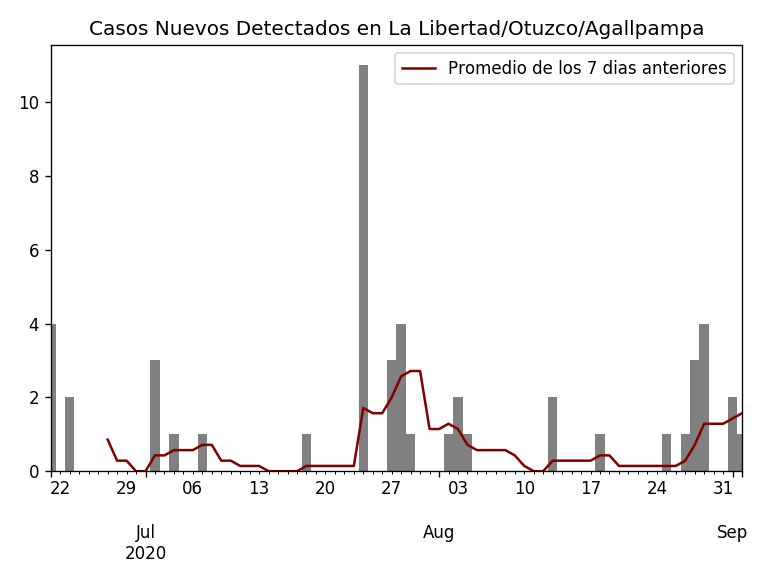 Casos Nuevos Detectados en La Libertad/Otuzco/Agallpampa
Promedio de los 7 dias anteriores
10
8
6
4
2
0
22 29 06 13 20 27 03 10 17 24 31
Jul Aug Sep
2020